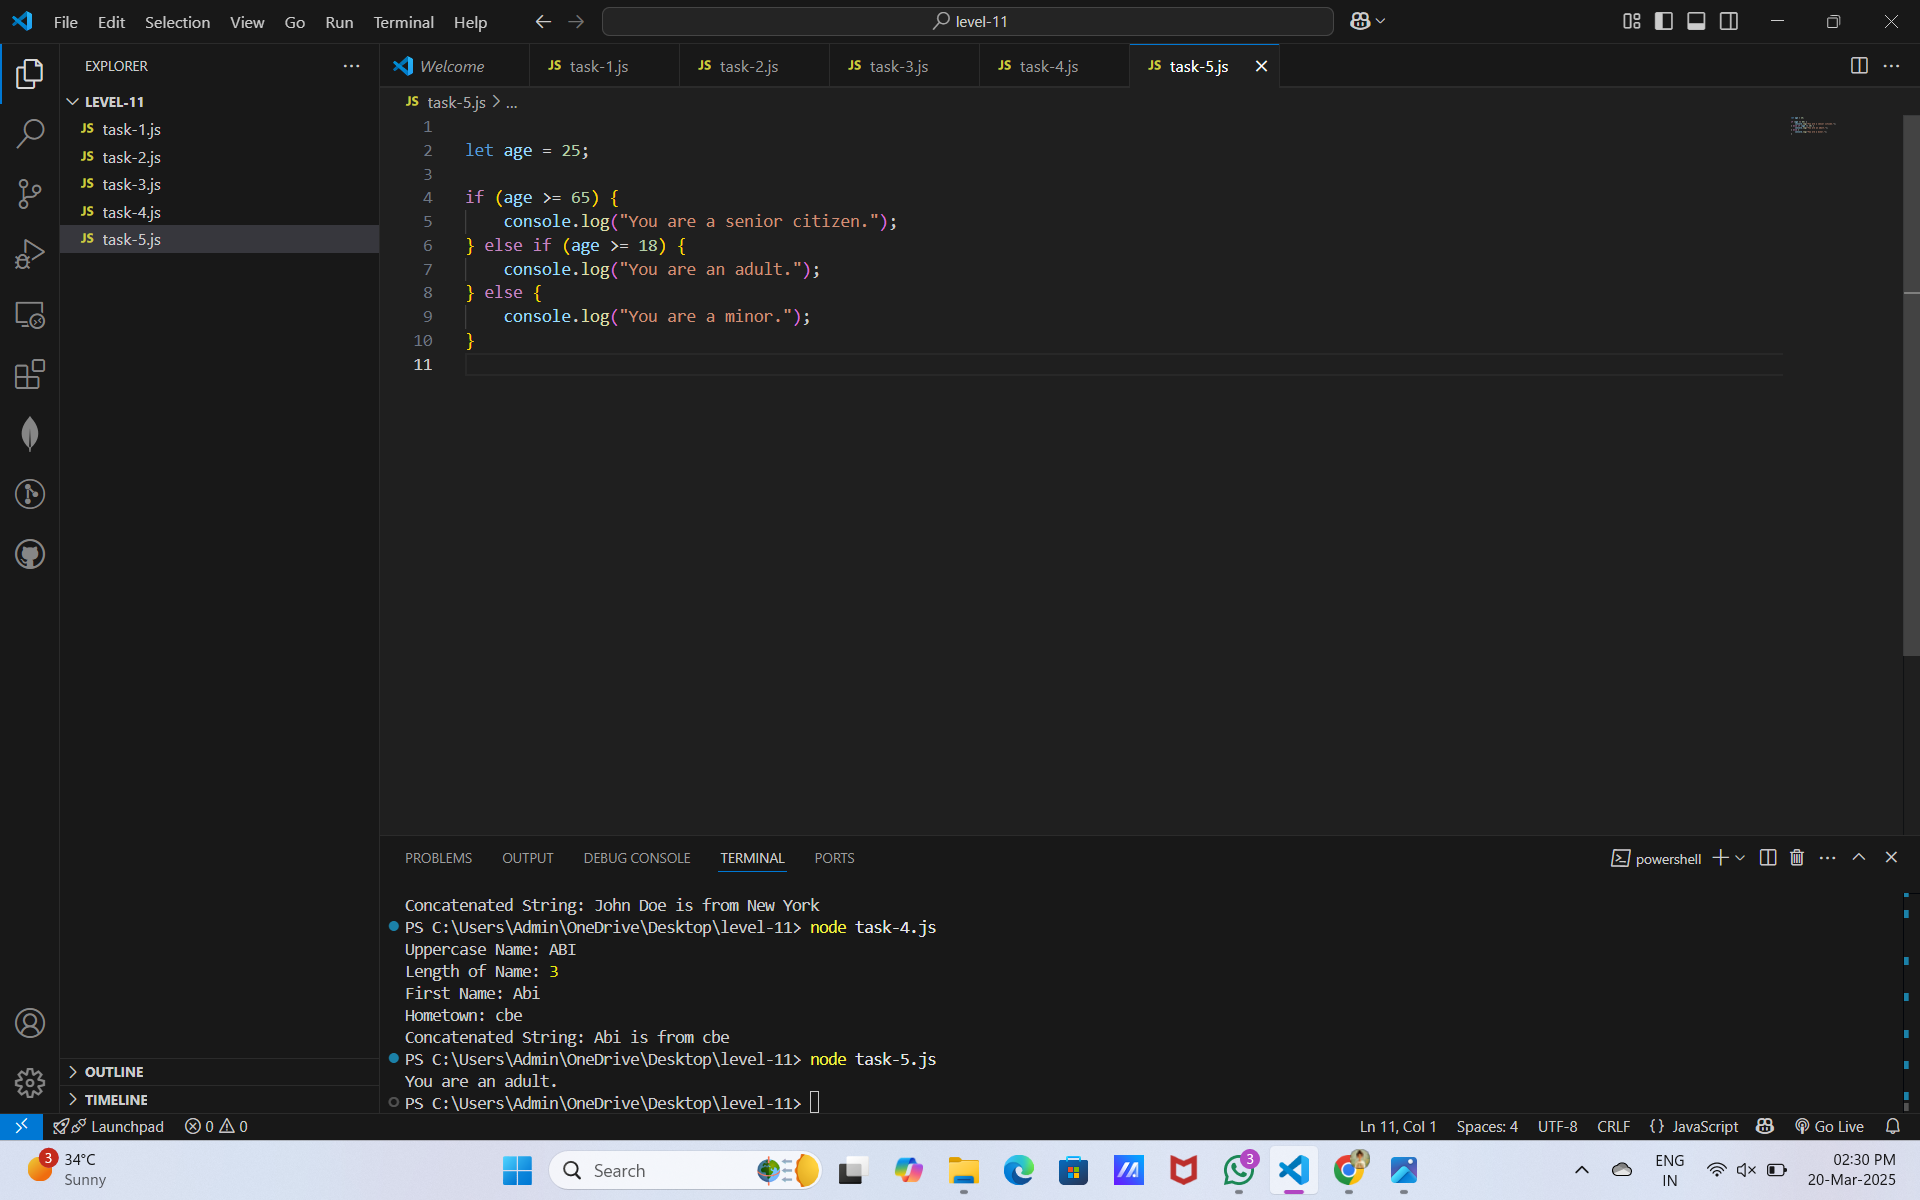 File Edit Selection View Go Run Terminal Help
level-11
EXPLORER
LEVEL-11
JS task-1.js
JS task-2.js
JS task-3.js
JS task-4.js
JS task-5.js
OUTLINE
TIMELINE
Welcome JS task-1.js JS task-2.js JS task-3.js JS task-4.js JS task-5.js
JS task-5.js > ...
1
2 let age = 25;
3
4 if (age >= 65) {
5 console.log("You are a senior citizen.");
6 } else if (age >= 18) {
7 console.log("You are an adult.");
8 } else {
9 console.log("You are a minor.");
10 }
11
PROBLEMS OUTPUT DEBUG CONSOLE TERMINAL PORTS
powershell
Concatenated String: John Doe is from New York
PS C:\Users\Admin\OneDrive\Desktop\level-11> node task-4.js
Uppercase Name: ABI
Length of Name: 3
First Name: Abi
Hometown: cbe
Concatenated String: Abi is from cbe
PS C:\Users\Admin\OneDrive\Desktop\level-11> node task-5.js
You are an adult.
PS C:\Users\Admin\OneDrive\Desktop\level-11>
Launchpad 0 0 Ln 11, Col 1 Spaces: 4 UTF-8 CRLF {} JavaScript Go Live
3
34°C
Sunny
Search
3
ENG
IN
02:30 PM
20-Mar-2025